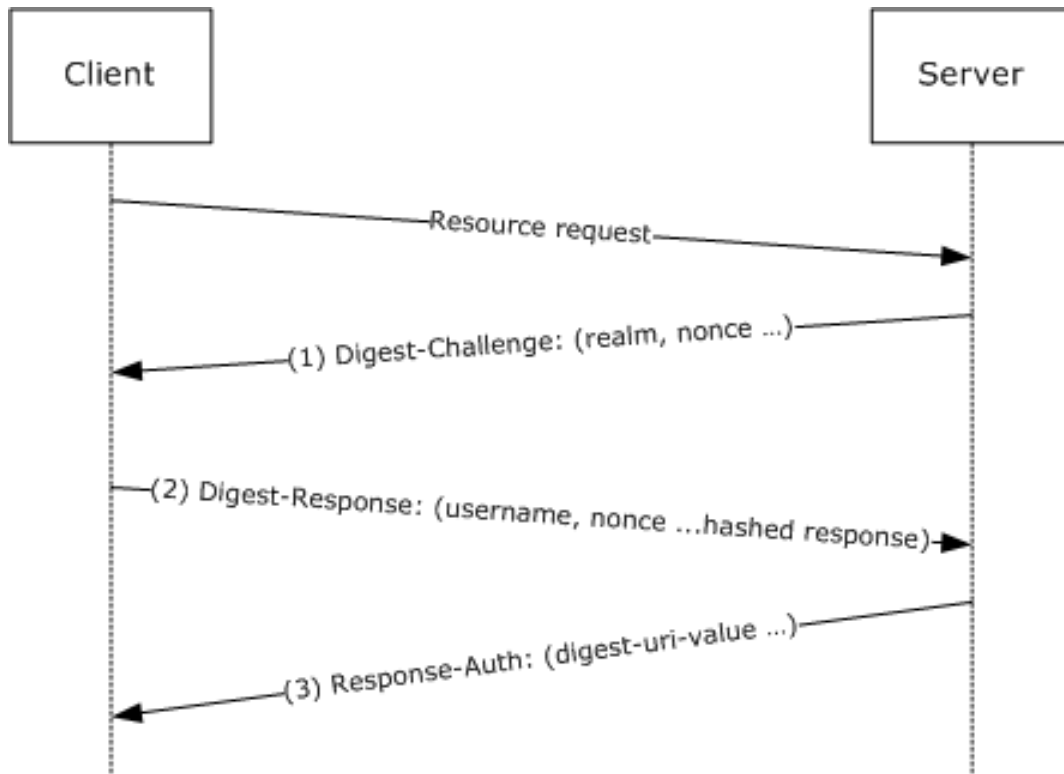 Client
Server
Resource request
(1) Digest-Challenge: (realm, nonce ...)
(2) Digest-Response: (username, nonce ...hashed response)
(3) Response-Auth: (digest-uri-value ...)